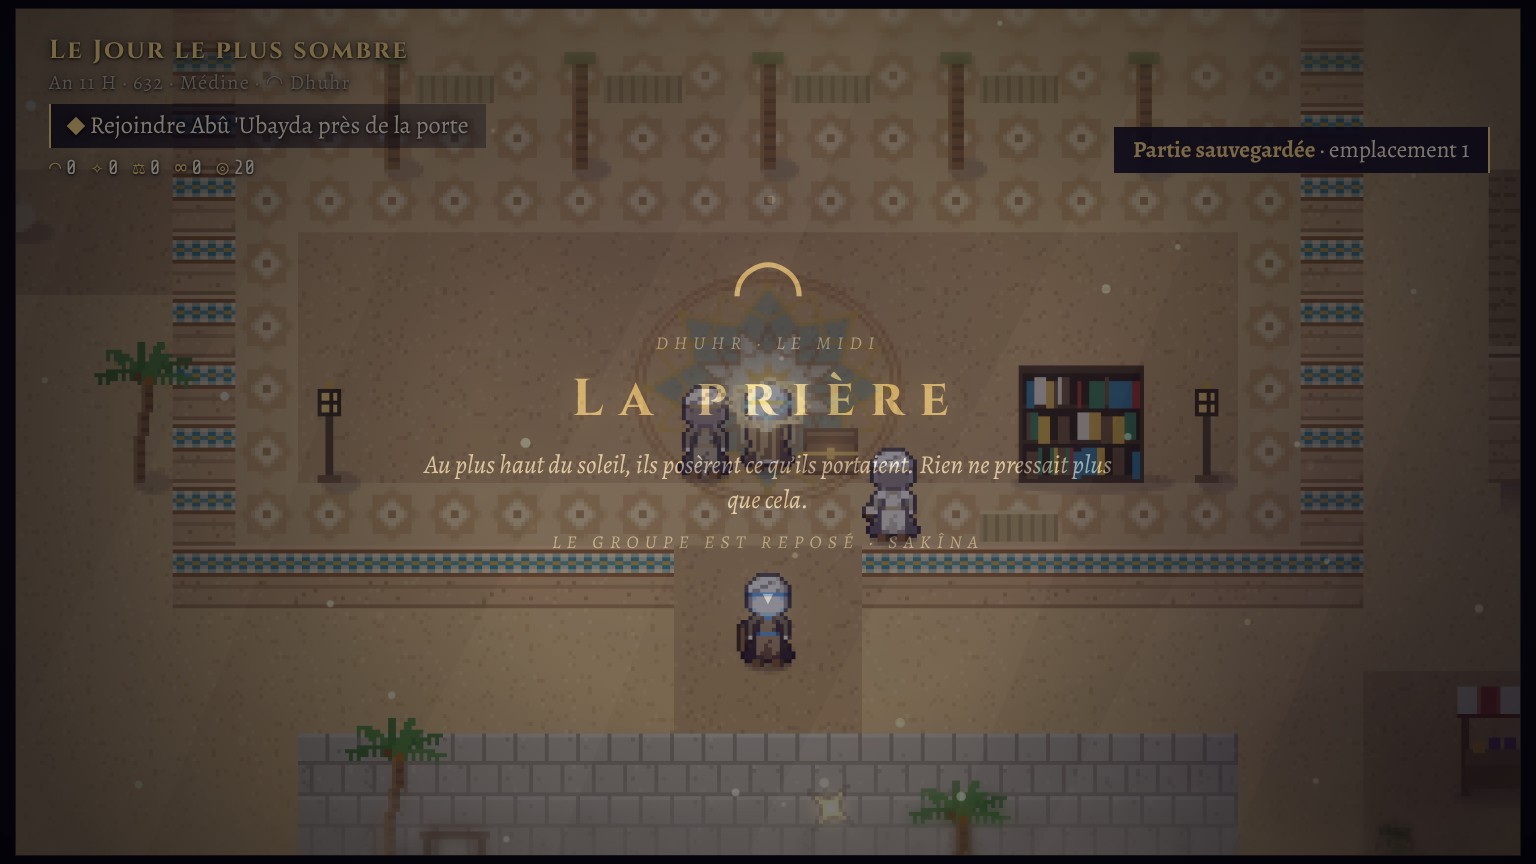 Le Jour le plus sombre
An 11 H · 632 · Médine · ◠ Dhuhr
◆ Rejoindre Abû 'Ubayda près de la porte
◠0 ✧0 ⚖0 ∞0 ◎20
Partie sauvegardée · emplacement 1
DHUHR · LE MIDI
LA PRIÈRE
Au plus haut du soleil, ils posèrent ce qu'ils portaient. Rien ne pressait plus
que cela.
LE GROUPE EST REPOSÉ · SAKÎNA